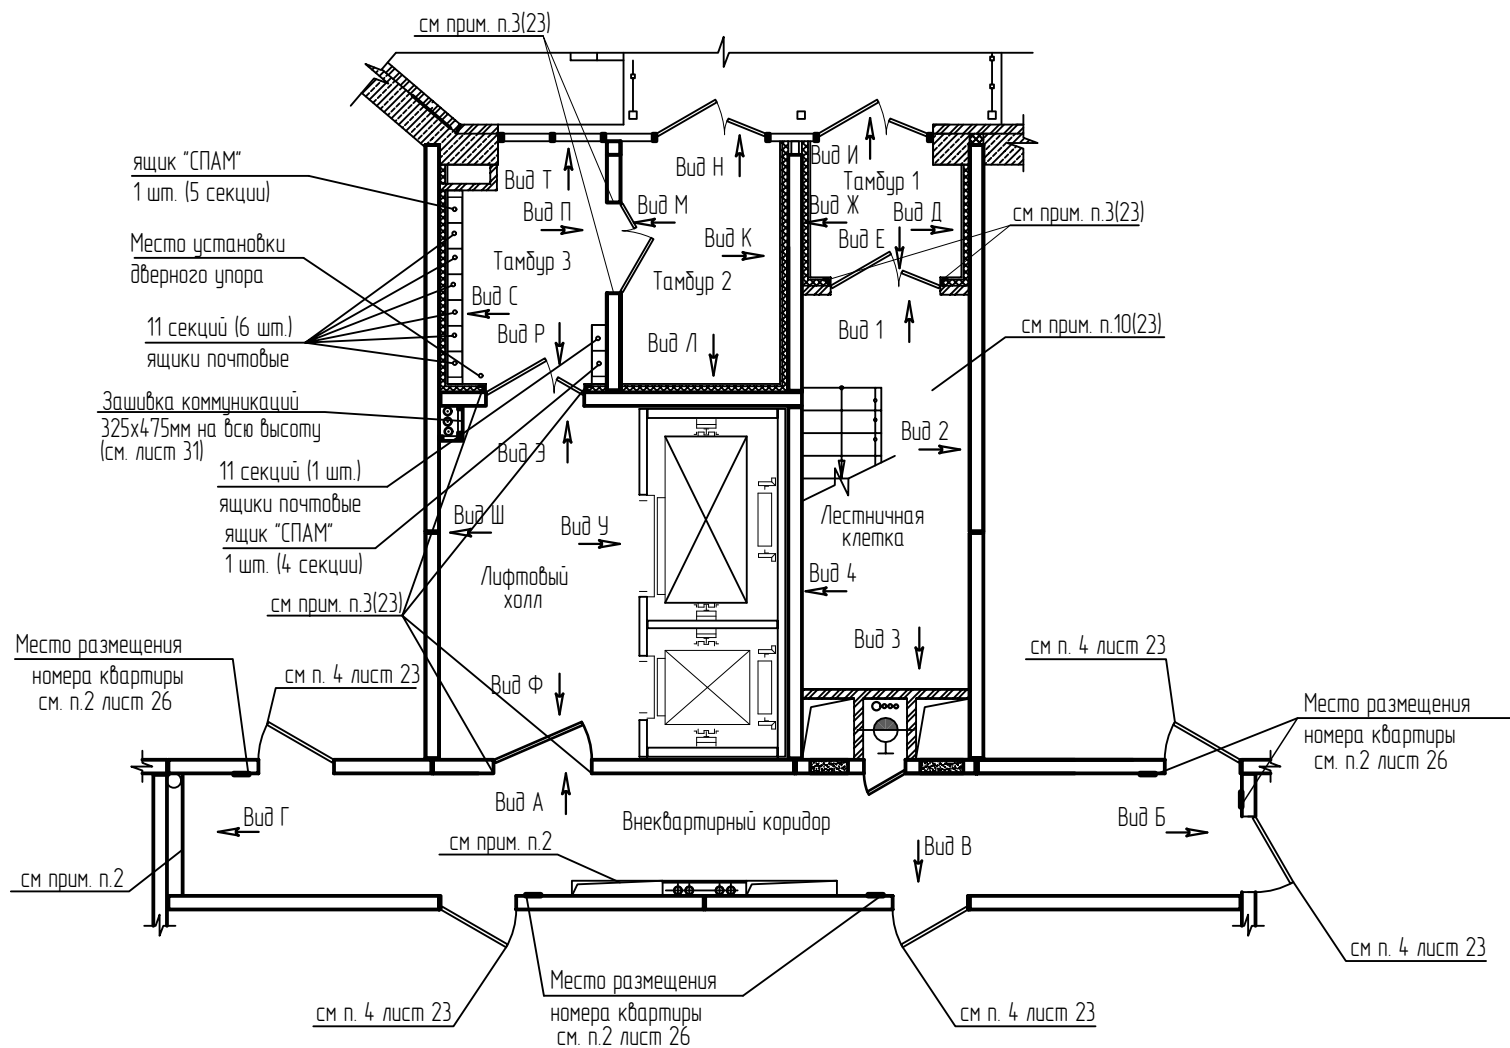 см прим. п.3(23)
ящик "СПАМ"
1 шт. (5 секции)
Вид Т
Вид Н
Вид И
Тамбур 1
Вид П
Вид М
Вид Ж
Вид Д
см прим. п.3(23)
Место установки
дверного упора
Вид К
Вид Е
Тамбур 3
Тамбур 2
Вид С
11 секций (6 шт.)
ящики почтовые
Вид Р
Вид Л
Вид 1
см прим. п.10(23)
Зашивка коммуникаций
325х475мм на всю высоту
(см. лист 31)
Вид Э
Вид 2
11 секций (1 шт.)
ящики почтовые
Вид Ш
Вид У
Лестничная
клетка
ящик "СПАМ"
1 шт. (4 секции)
Лифтовый
холл
Вид 4
см прим. п.3(23)
Место размещения
номера квартиры
см. п.2 лист 26
см п. 4 лист 23
Вид Ф
Вид 3
см п. 4 лист 23
Место размещения
номера квартиры
см. п.2 лист 26
Вид А
Вид Г
Внеквартирный коридор
Вид Б
Вид В
см прим. п.2
см прим. п.2
см п. 4 лист 23
Место размещения
номера квартиры
см. п.2 лист 26
см п. 4 лист 23
см п. 4 лист 23